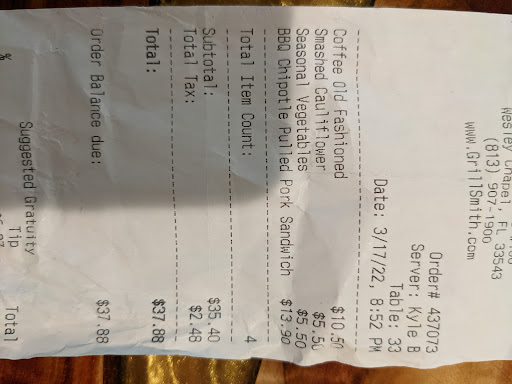 Wesley Chapel, FL 33543
(813) 907-1900
www.GrillSmith.com
Order# 437073
Server: Kyle B
Table: 33
Date: 3/17/22, 8:52 PM
Coffee Old Fashioned $10.50
Smashed Cauliflower $5.50
Seasonal Vegetables $5.50
BBQ Chipotle Pulled Pork Sandwich $13.90
Total Item Count: 4
Subtotal: $35.40
Total Tax: $2.48
Total: $37.88
Order Balance due: $37.88
Suggested Gratuity
% Tip Total